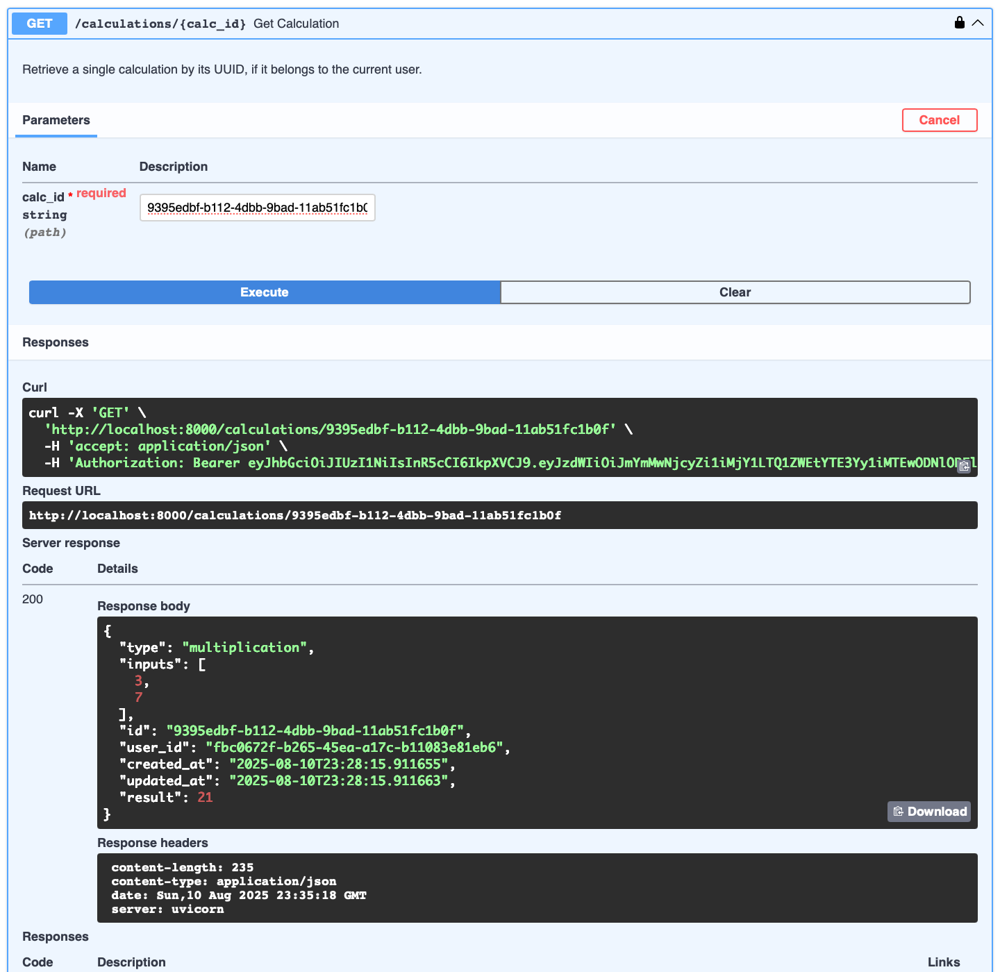 GET /calculations/{calc_id} Get Calculation
Retrieve a single calculation by its UUID, if it belongs to the current user.
Parameters Cancel
Name Description
calc_id * required
string
(path)
9395edbf-b112-4dbb-9bad-11ab51fc1b0
Execute Clear
Responses
Curl
curl -X 'GET' \
'http://localhost:8000/calculations/9395edbf-b112-4dbb-9bad-11ab51fc1b0f' \
-H 'accept: application/json' \
-H 'Authorization: Bearer eyJhbGciOiJIUzI1NiIsInR5cCI6IkpXVCJ9.eyJzdWIiOiJmYmMwNjcyZi1iMjY1LTQ1ZWEtYTE3Yy1iMTEwODNlO
Request URL
http://localhost:8000/calculations/9395edbf-b112-4dbb-9bad-11ab51fc1b0f
Server response
Code Details
200
Response body
{
"type": "multiplication",
"inputs": [
3,
7
],
"id": "9395edbf-b112-4dbb-9bad-11ab51fc1b0f",
"user_id": "fbc0672f-b265-45ea-a17c-b11083e81eb6",
"created_at": "2025-08-10T23:28:15.911655",
"updated_at": "2025-08-10T23:28:15.911663",
"result": 21
}
Download
Response headers
content-length: 235
content-type: application/json
date: Sun,10 Aug 2025 23:35:18 GMT
server: uvicorn
Responses
Code Description Links